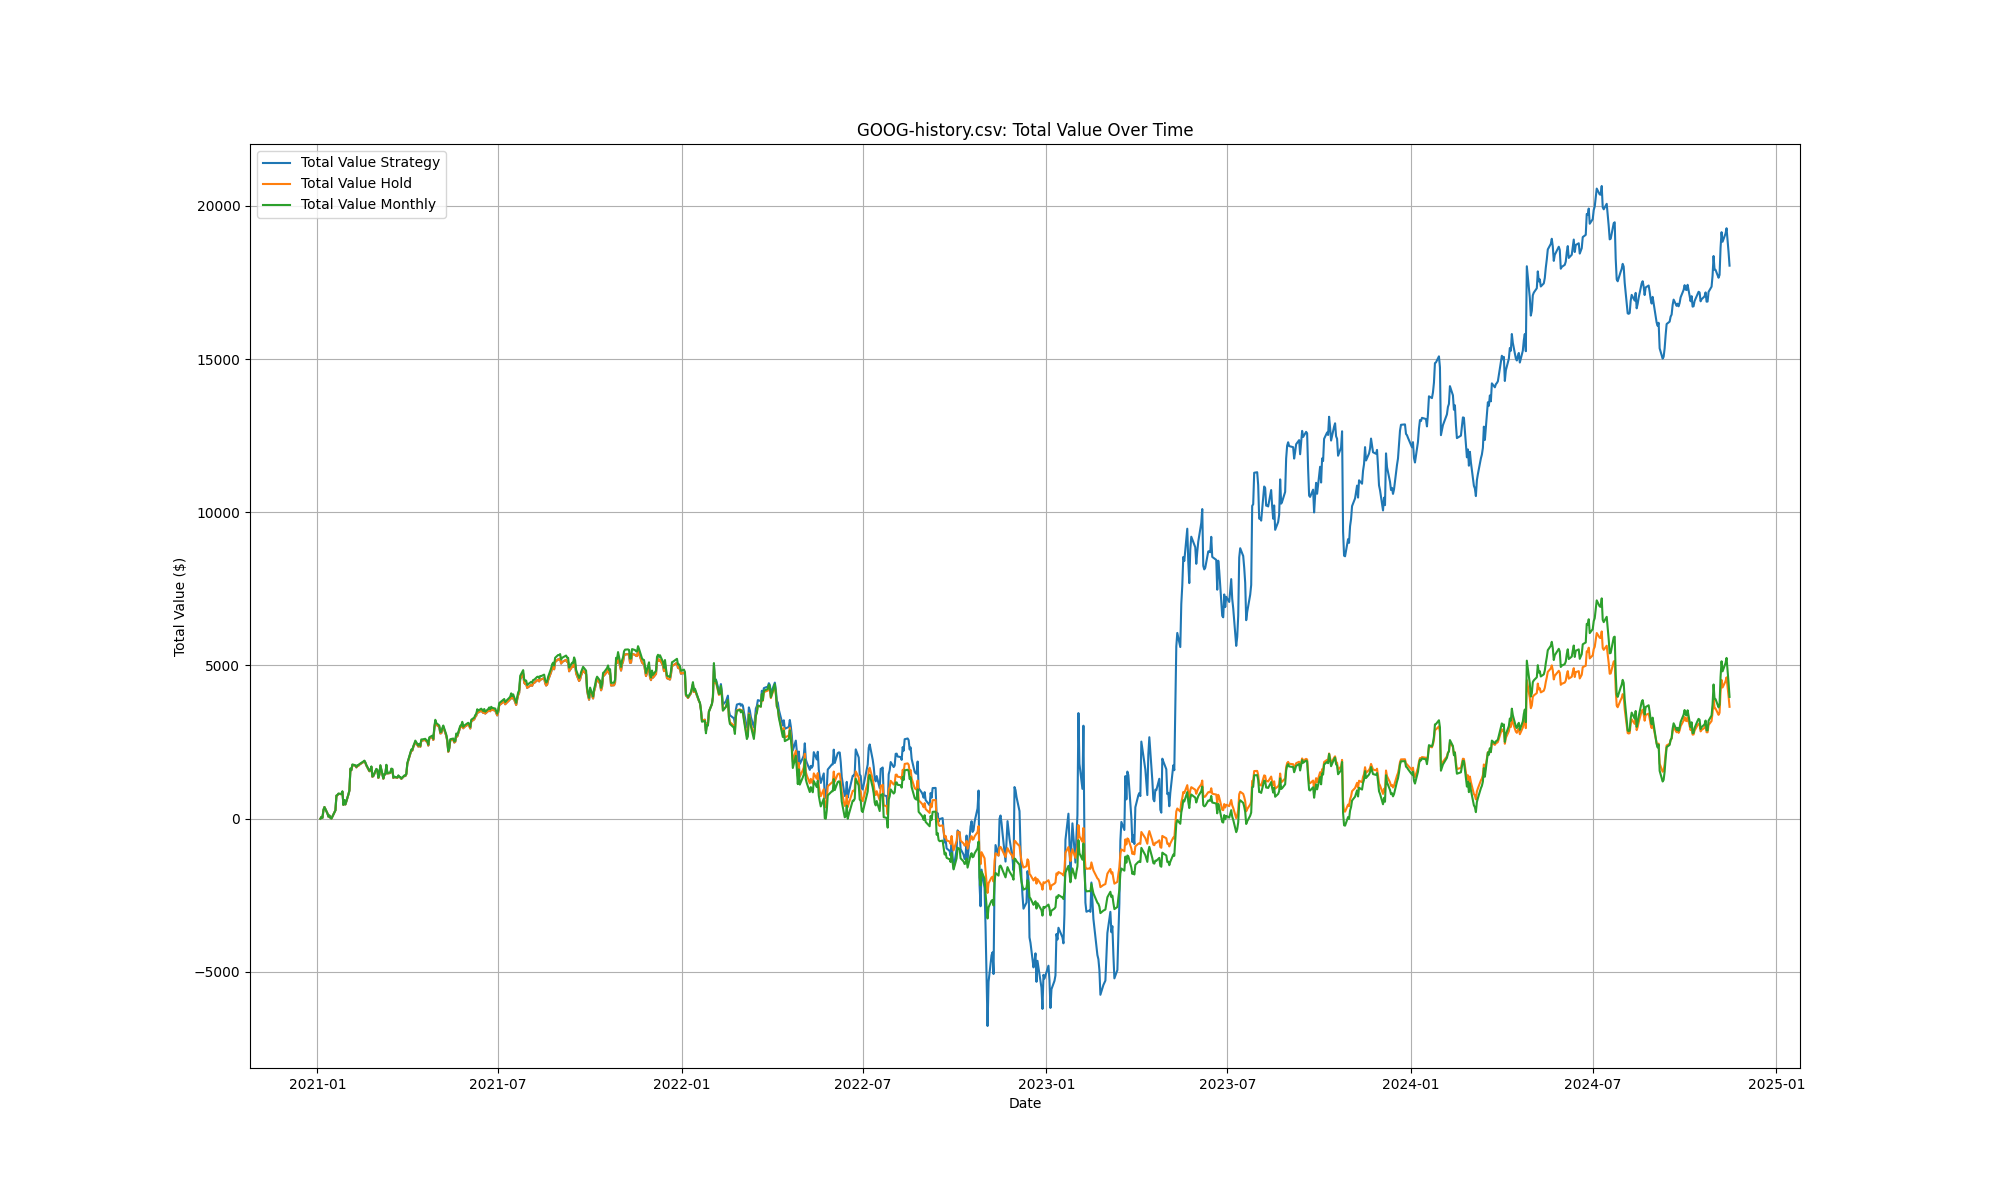 GOOG-history.csv: Total Value Over Time
Total Value Strategy
Total Value Hold
Total Value Monthly
20000
15000
10000
5000
0
−5000
Total Value ($)
2021-01
2021-07
2022-01
2022-07
2023-01
2023-07
2024-01
2024-07
2025-01
Date